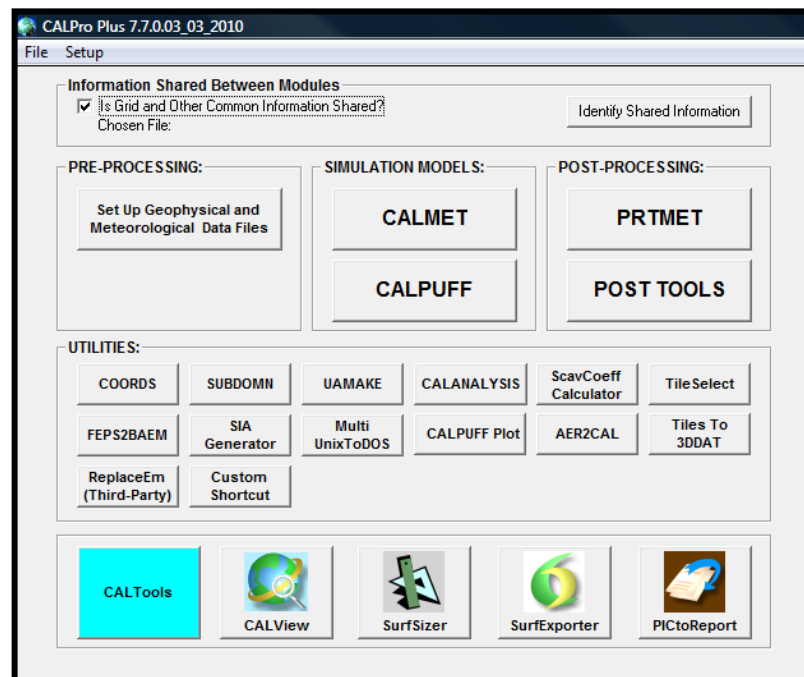 CALPro Plus 7.7.0.03_03_2010
File Setup
Information Shared Between Modules
Is Grid and Other Common Information Shared?
Chosen File:
Identify Shared Information
PRE-PROCESSING:
Set Up Geophysical and
Meteorological Data Files
SIMULATION MODELS:
CALMET
CALPUFF
POST-PROCESSING:
PRTMET
POST TOOLS
UTILITIES:
COORDS
SUBDOMN
UAMAKE
CALANALYSIS
ScavCoeff
Calculator
TileSelect
FEPS2BAEM
SIA
Generator
Multi
UnixToDOS
CALPUFF Plot
AER2CAL
Tiles To
3DDAT
ReplaceEm
(Third-Party)
Custom
Shortcut
CALTools
CALView
SurfSizer
SurfExporter
PICtoReport